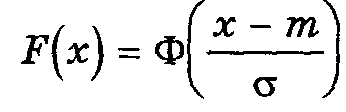 F(x) = Φ((x − m)/σ)